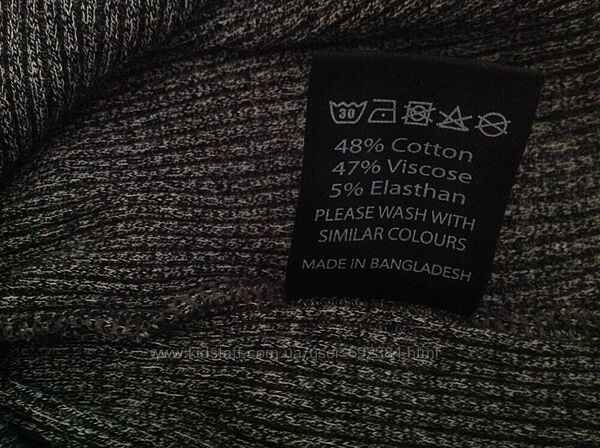 30
48% Cotton
47% Viscose
5% Elasthan
PLEASE WASH WITH
SIMILAR COLOURS
MADE IN BANGLADESH